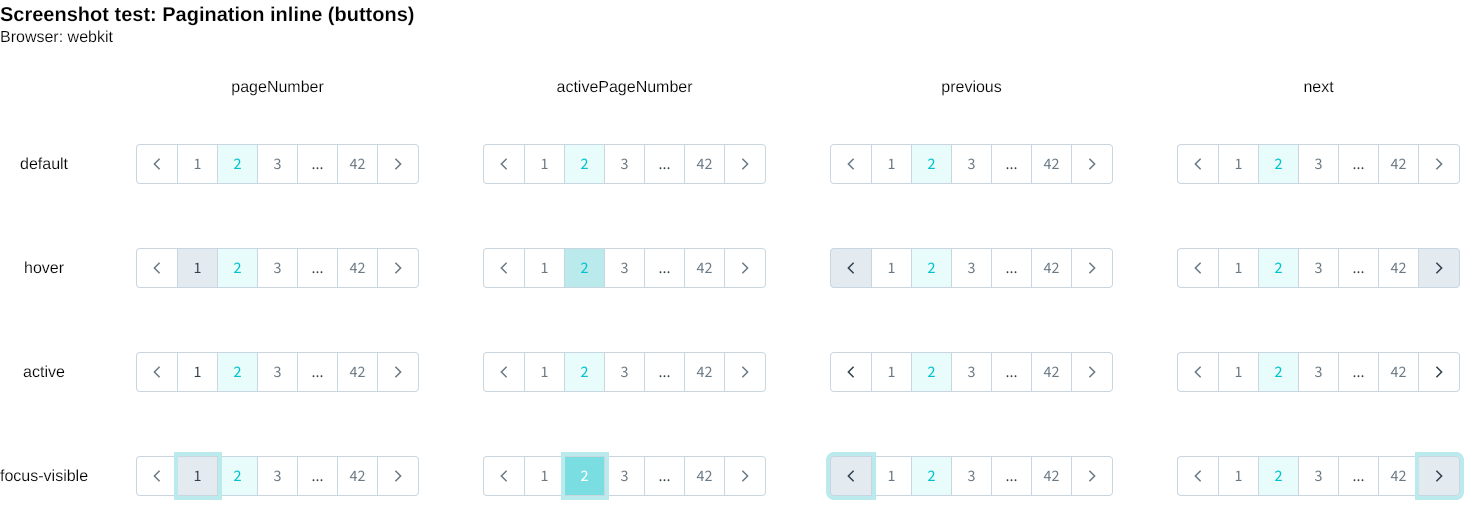 Screenshot test: Pagination inline (buttons)
Browser: webkit
pageNumber activePageNumber previous next
default 1 2 3 ... 42 1 2 3 ... 42 1 2 3 ... 42 1 2 3 ... 42
hover 1 2 3 ... 42 1 2 3 ... 42 1 2 3 ... 42 1 2 3 ... 42
active 1 2 3 ... 42 1 2 3 ... 42 1 2 3 ... 42 1 2 3 ... 42
focus-visible 1 2 3 ... 42 1 2 3 ... 42 1 2 3 ... 42 1 2 3 ... 42